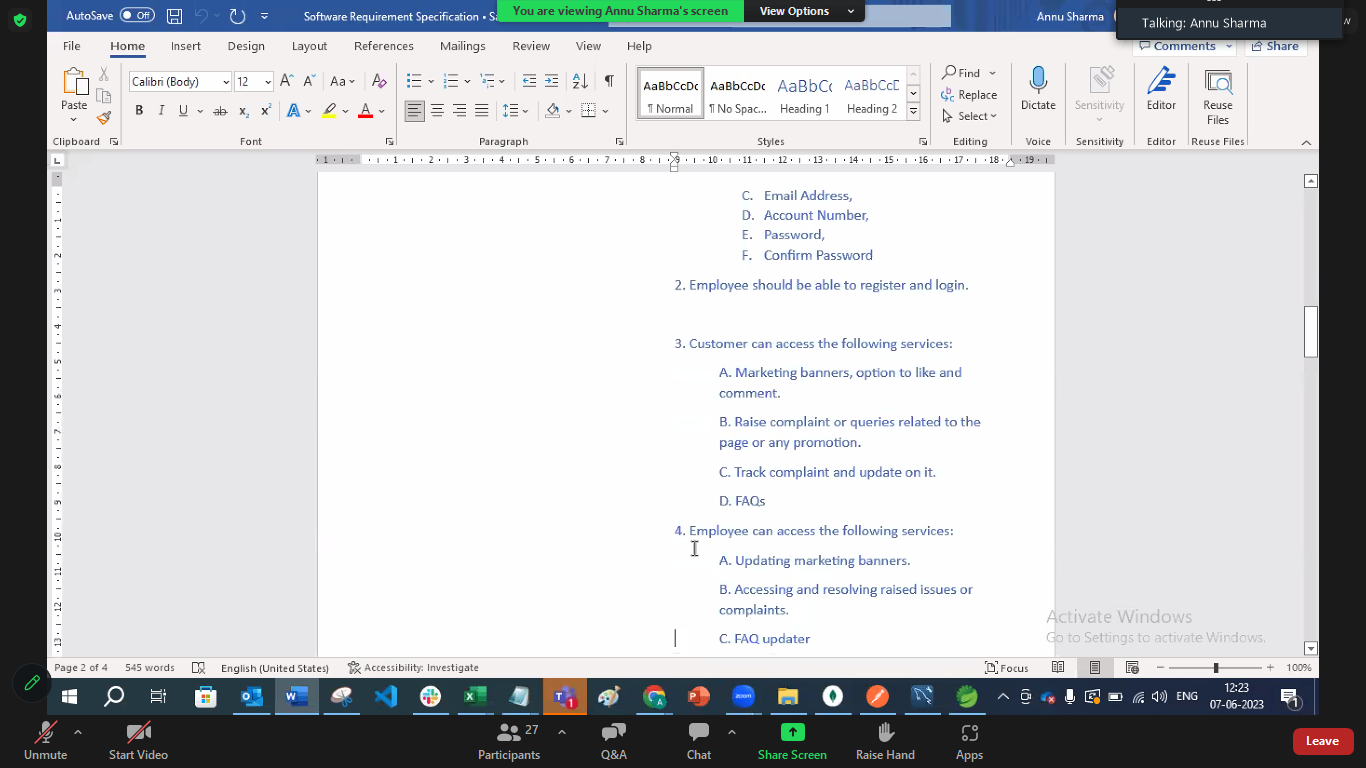 AutoSave Off
Software Requirement Specification
You are viewing Annu Sharma's screen
View Options
Annu Sharma
Talking: Annu Sharma
File Home Insert Design Layout References Mailings Review View Help
Comments Share
Paste
Calibri (Body) 12
AaBbCcDc AaBbCcDc AaBbCc AaBbCcE
¶ Normal ¶ No Spac... Heading 1 Heading 2
Find
Replace
Select
Dictate
Sensitivity
Editor
Reuse
Files
Clipboard Font Paragraph Styles Editing Voice Sensitivity Editor Reuse Files
C. Email Address,
D. Account Number,
E. Password,
F. Confirm Password
2. Employee should be able to register and login.
3. Customer can access the following services:
A. Marketing banners, option to like and
comment.
B. Raise complaint or queries related to the
page or any promotion.
C. Track complaint and update on it.
D. FAQs
4. Employee can access the following services:
A. Updating marketing banners.
B. Accessing and resolving raised issues or
complaints.
C. FAQ updater
Activate Windows
Go to Settings to activate Windows.
Page 2 of 4 545 words English (United States) Accessibility: Investigate Focus 100%
ENG
12:23
07-06-2023
Unmute
Start Video
Participants 27
Q&A
Chat
Share Screen
Raise Hand
Apps
Leave